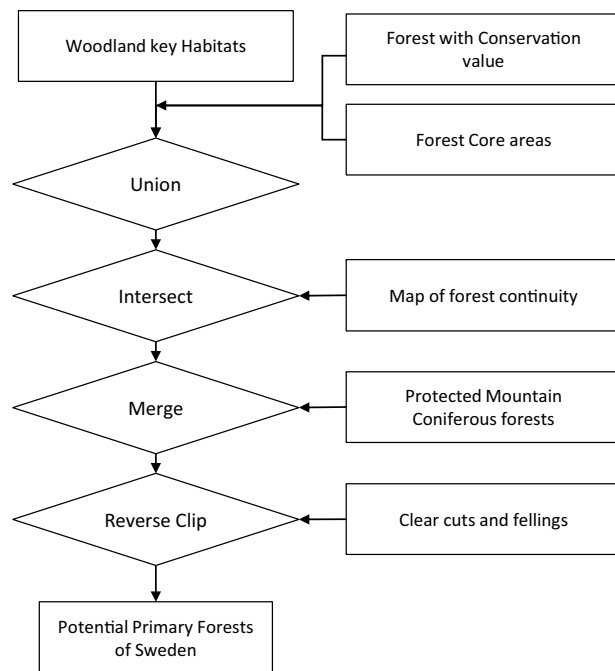 Woodland key Habitats
Forest with Conservation
value
Forest Core areas
Union
Intersect
Map of forest continuity
Merge
Protected Mountain
Coniferous forests
Reverse Clip
Clear cuts and fellings
Potential Primary Forests
of Sweden